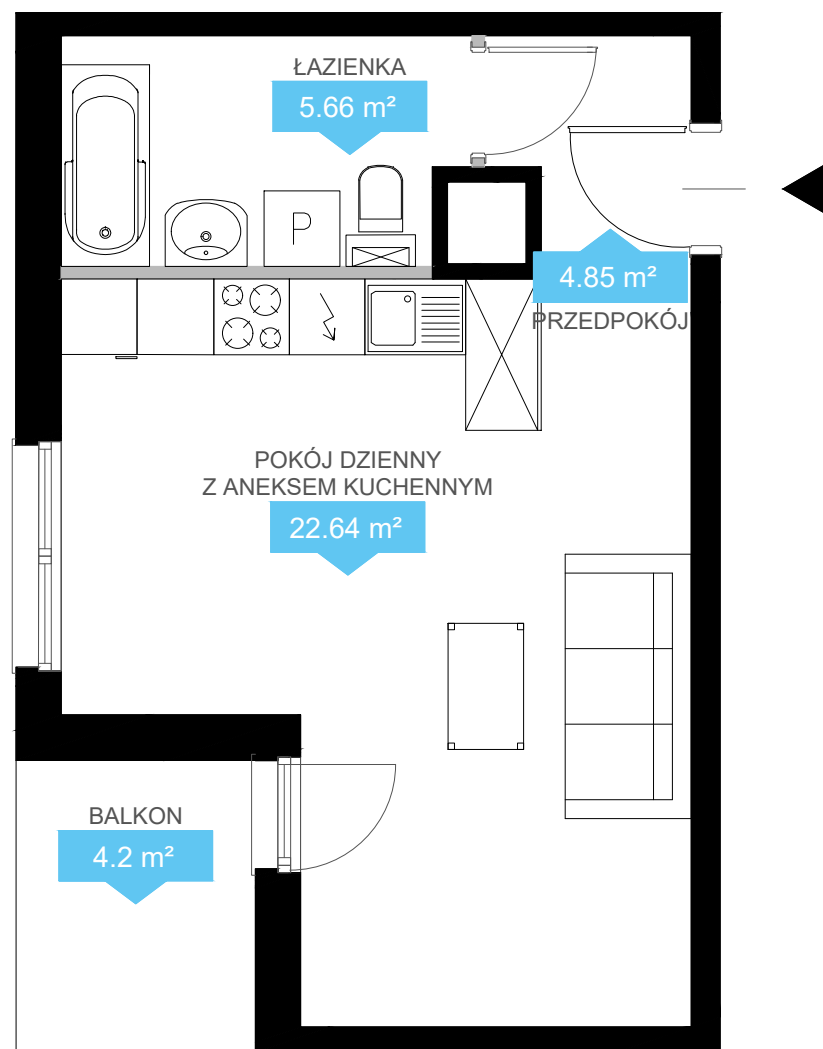 ŁAZIENKA
5.66 m²
P
4.85 m²
PRZEDPOKÓJ
POKÓJ DZIENNY
Z ANEKSEM KUCHENNYM
22.64 m²
BALKON
4.2 m²